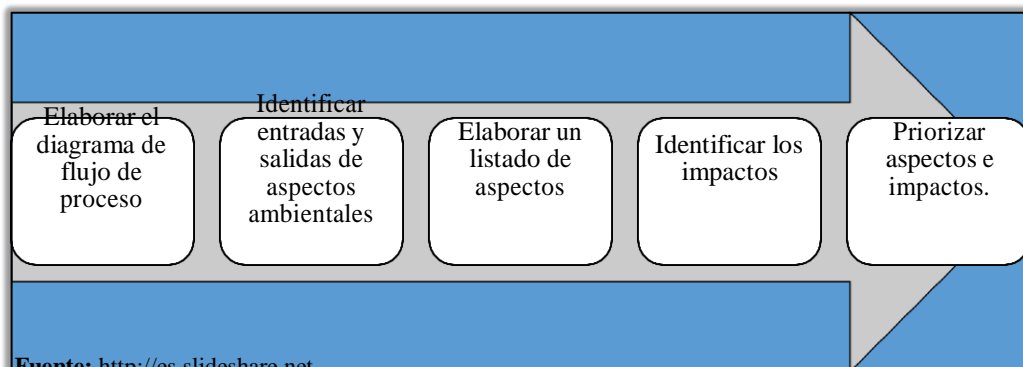 Elaborar el
diagrama de
flujo de
proceso
Identificar
entradas y
salidas de
aspectos
ambientales
Elaborar un
listado de
aspectos
Identificar los
impactos
Priorizar
aspectos e
impactos.
Fuente: http://es.slideshare.net